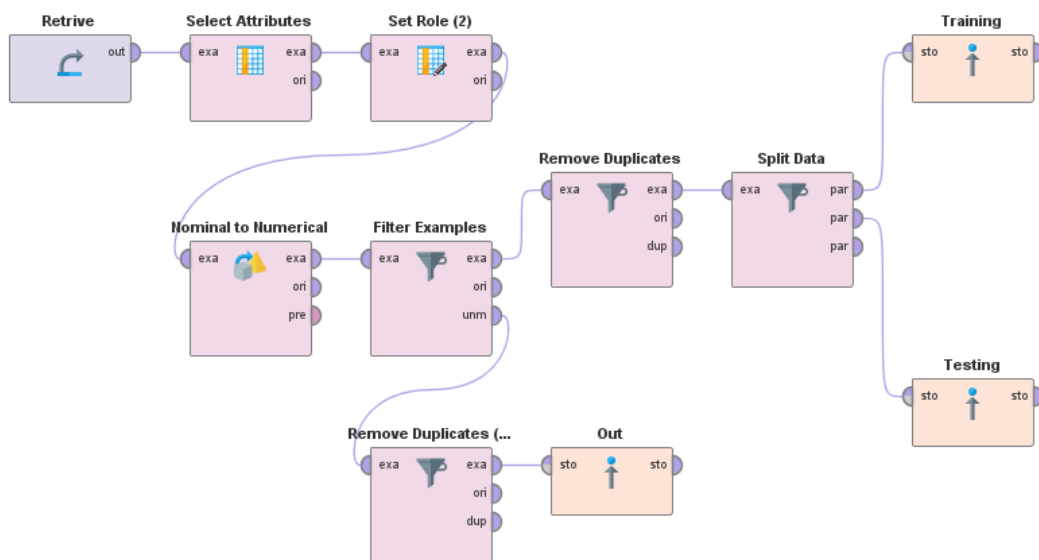 Retrive
out
Select Attributes
exa exa
ori
Set Role (2)
exa exa
ori
Training
sto sto
Remove Duplicates
exa exa
ori
dup
Split Data
exa par
par
par
Nominal to Numerical
exa exa
ori
pre
Filter Examples
exa exa
ori
unm
Testing
sto sto
Remove Duplicates (...
exa exa
ori
dup
Out
sto sto